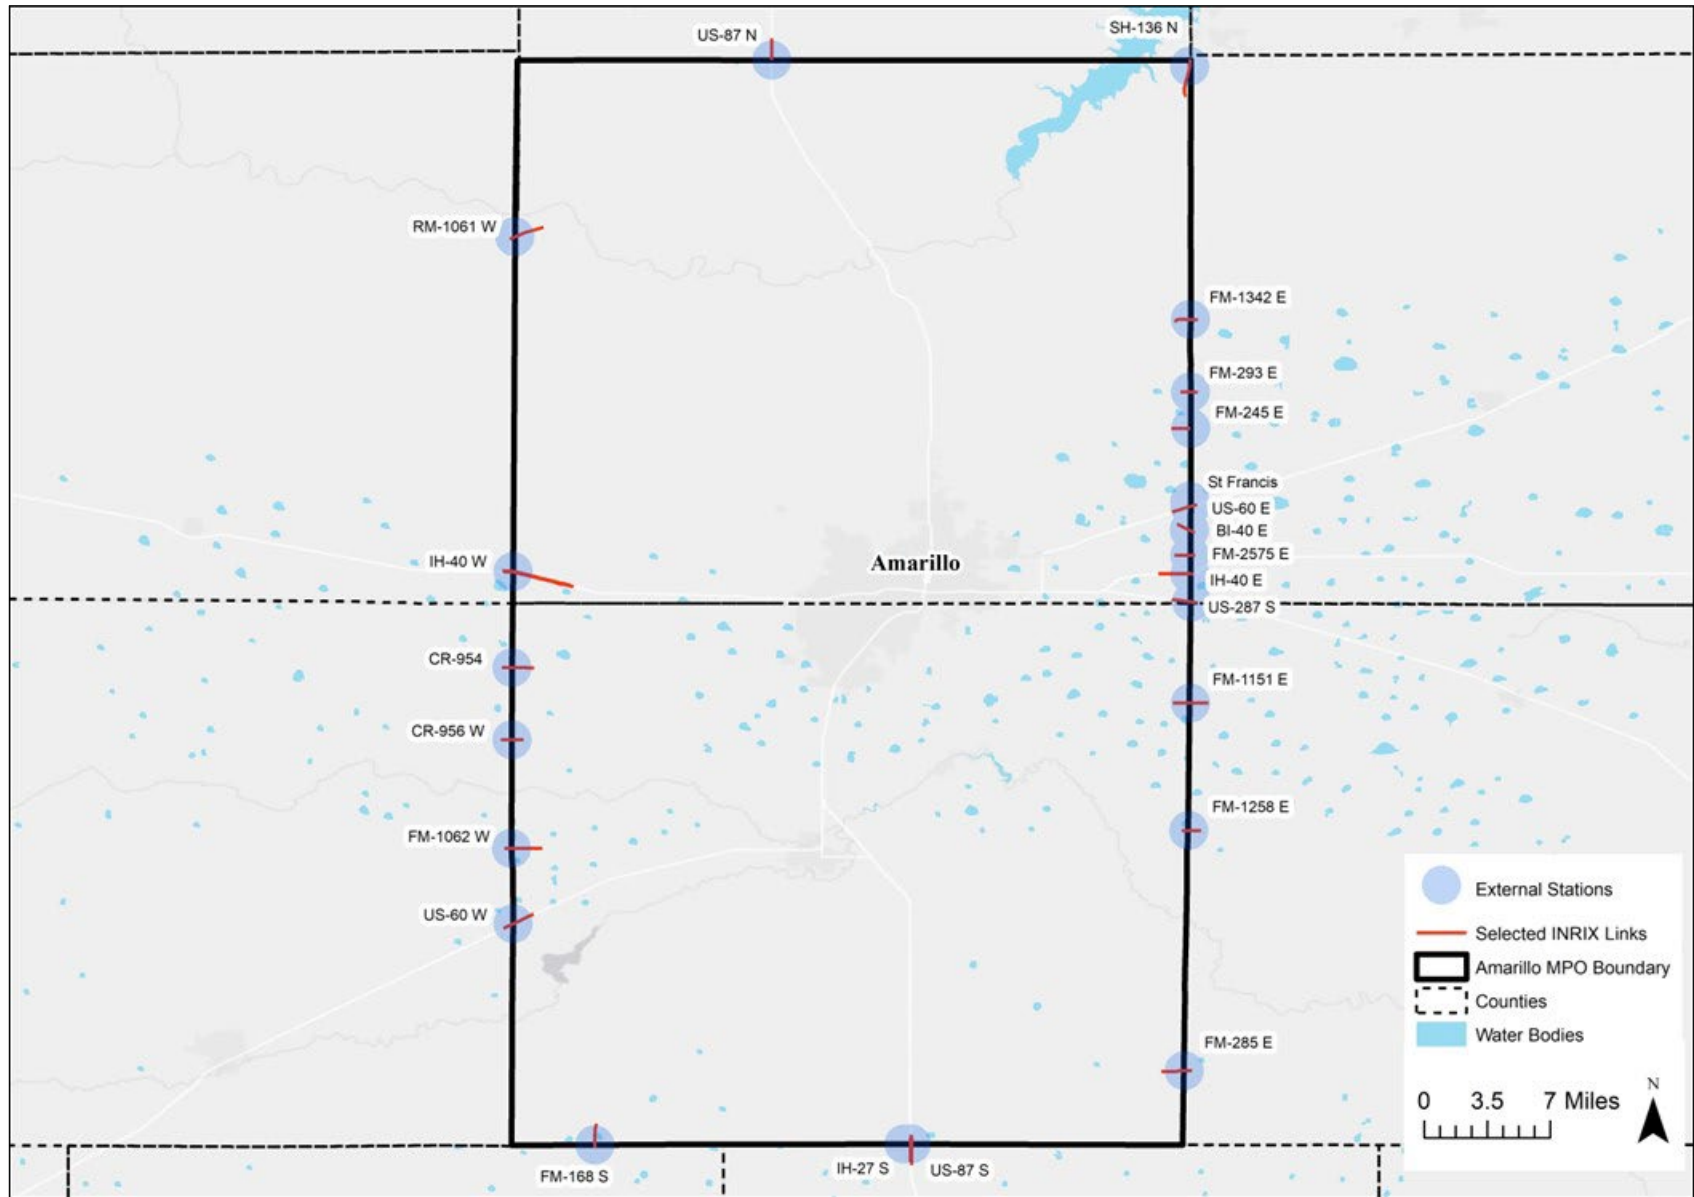 US-87 N
SH-136 N
RM-1061 W
FM-1342 E
FM-293 E
FM-245 E
St Francis
US-60 E
BI-40 E
FM-2575 E
IH-40 E
US-287 S
IH-40 W
Amarillo
CR-954
FM-1151 E
CR-956 W
FM-1258 E
FM-1062 W
US-60 W
FM-285 E
FM-168 S
IH-27 S
US-87 S
External Stations
Selected INRIX Links
Amarillo MPO Boundary
Counties
Water Bodies
0 3.5 7 Miles
N